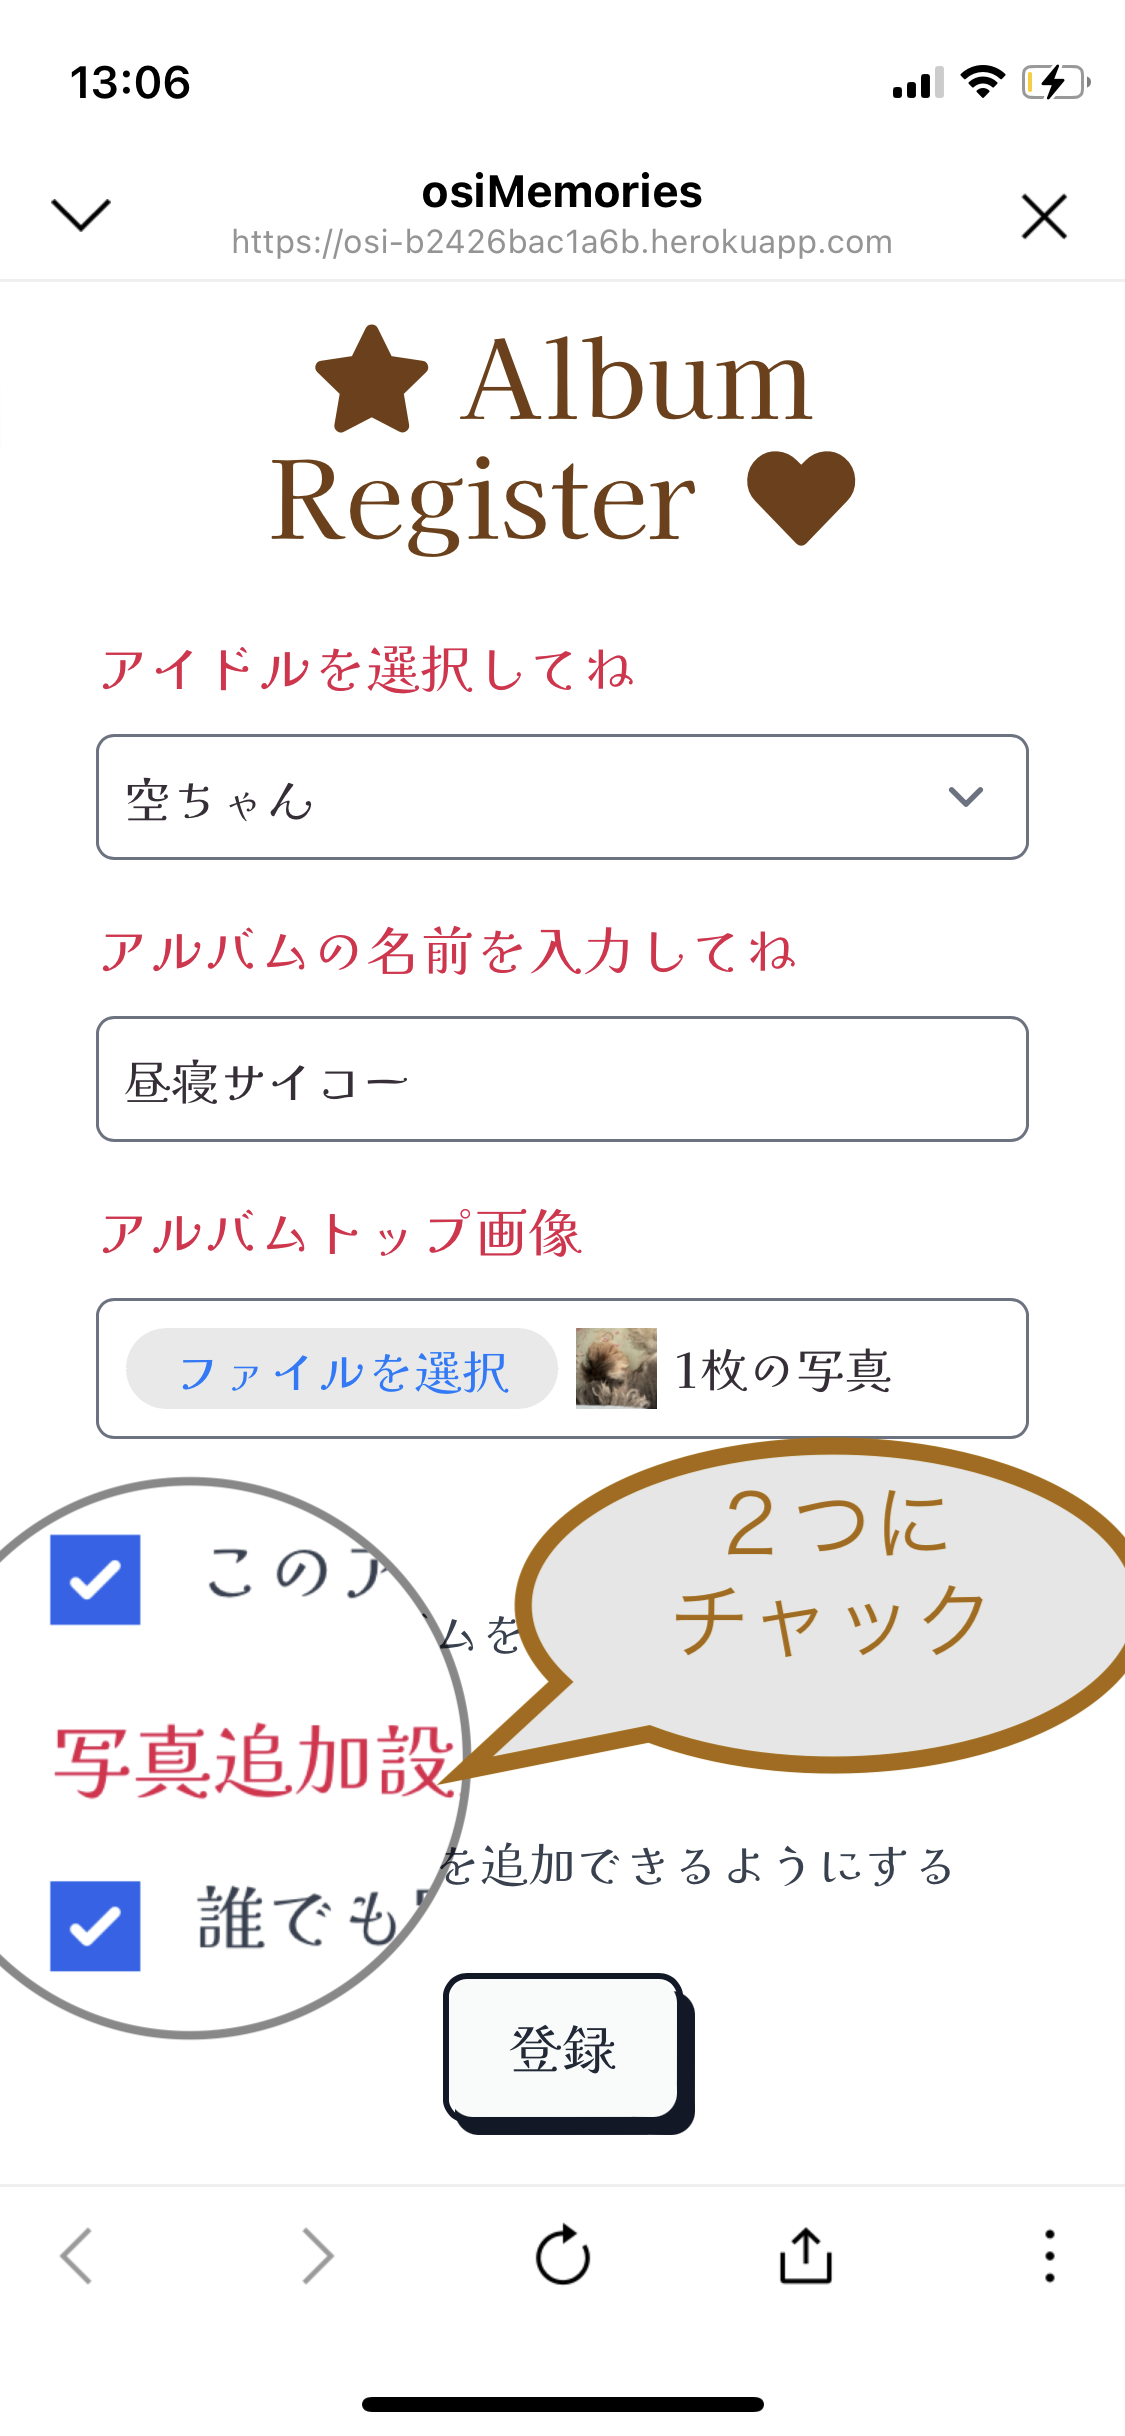 13:06
osiMemories
https://osi-b2426bac1a6b.herokuapp.com
Album
Register
アイドルを選択してね
空ちゃん
アルバムの名前を入力してね
昼寝サイコー
アルバムトップ画像
ファイルを選択 1枚の写真
２つに
チャック
このア
ムを
写真追加設
を追加できるようにする
誰でも
登録